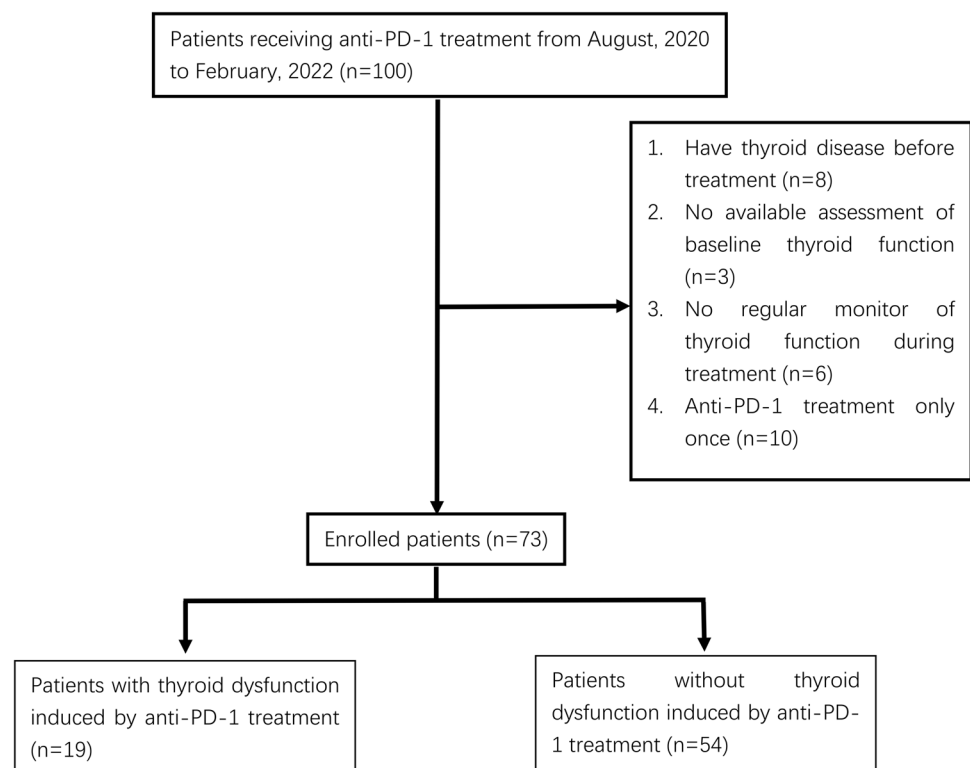 Patients receiving anti-PD-1 treatment from August, 2020
to February, 2022 (n=100)
1. Have thyroid disease before
treatment (n=8)
2. No available assessment of
baseline thyroid function
(n=3)
3. No regular monitor of
thyroid function during
treatment (n=6)
4. Anti-PD-1 treatment only
once (n=10)
Enrolled patients (n=73)
Patients with thyroid dysfunction
induced by anti-PD-1 treatment
(n=19)
Patients without thyroid
dysfunction induced by anti-PD-
1 treatment (n=54)